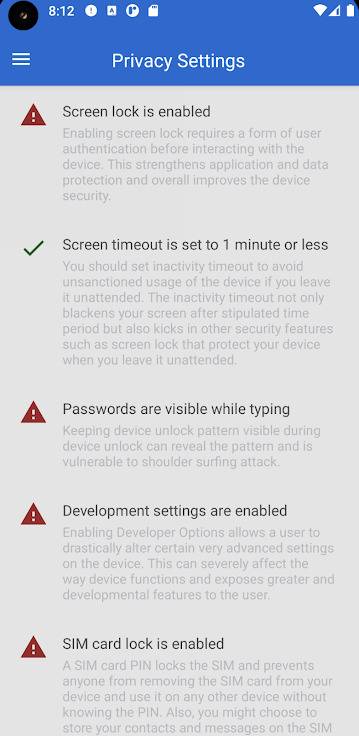 8:12
Privacy Settings
Screen lock is enabled
Enabling screen lock requires a form of user
authentication before interacting with the
device. This strengthens application and data
protection and overall improves the device
security.
Screen timeout is set to 1 minute or less
You should set inactivity timeout to avoid
unsanctioned usage of the device if you leave
it unattended. The inactivity timeout not only
blackens your screen after stipulated time
period but also kicks in other security features
such as screen lock that protect your device
when you leave it unattended.
Passwords are visible while typing
Keeping device unlock pattern visible during
device unlock can reveal the pattern and is
vulnerable to shoulder surfing attack.
Development settings are enabled
Enabling Developer Options allows a user to
drastically alter certain very advanced settings
on the device. This can severely affect the
way device functions and exposes greater and
developmental features to the user.
SIM card lock is enabled
A SIM card PIN locks the SIM and prevents
anyone from removing the SIM card from your
device and use it on any other device without
knowing the PIN. Also, you might choose to
store your contacts and messages on the SIM